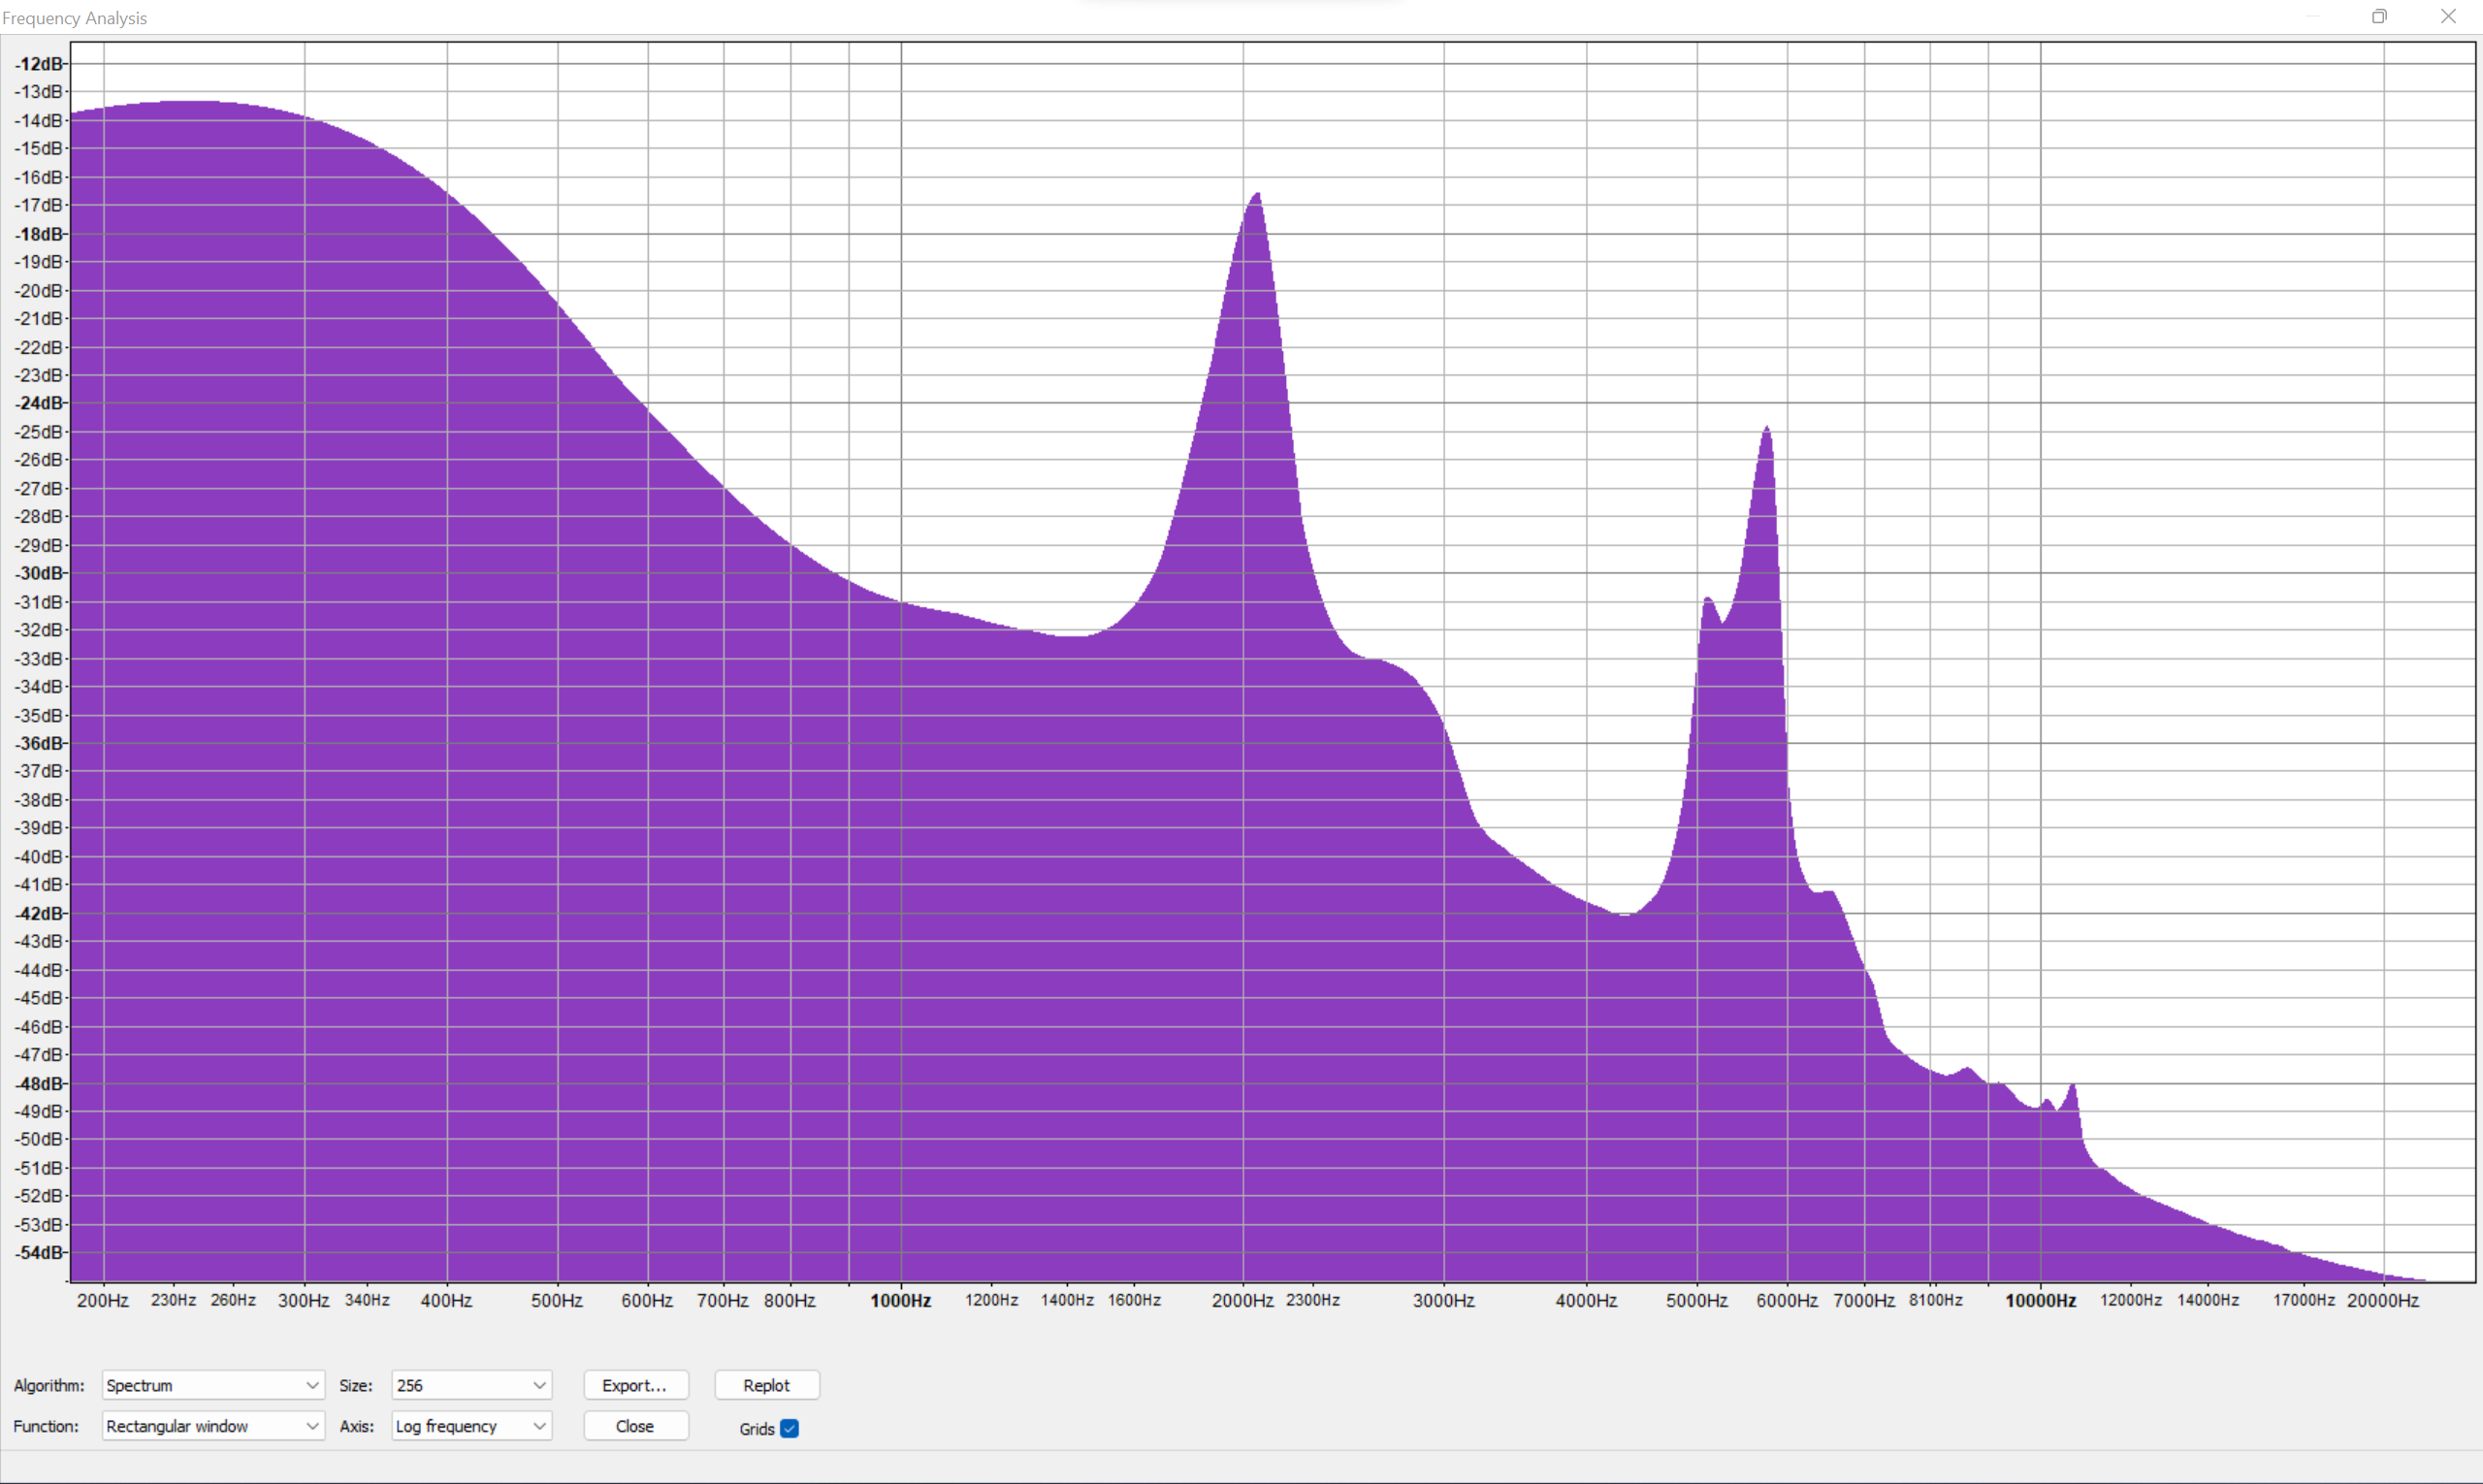 Frequency Analysis
-12dB
-13dB
-14dB
-15dB
-16dB
-17dB
-18dB
-19dB
-20dB
-21dB
-22dB
-23dB
-24dB
-25dB
-26dB
-27dB
-28dB
-29dB
-30dB
-31dB
-32dB
-33dB
-34dB
-35dB
-36dB
-37dB
-38dB
-39dB
-40dB
-41dB
-42dB
-43dB
-44dB
-45dB
-46dB
-47dB
-48dB
-49dB
-50dB
-51dB
-52dB
-53dB
-54dB
200Hz 230Hz 260Hz 300Hz 340Hz 400Hz 500Hz 600Hz 700Hz 800Hz 1000Hz 1200Hz 1400Hz 1600Hz 2000Hz 2300Hz 3000Hz 4000Hz 5000Hz 6000Hz 7000Hz 8100Hz 10000Hz 12000Hz 14000Hz 17000Hz 20000Hz
Algorithm: Spectrum Size: 256 Export... Replot
Function: Rectangular window Axis: Log frequency Close Grids